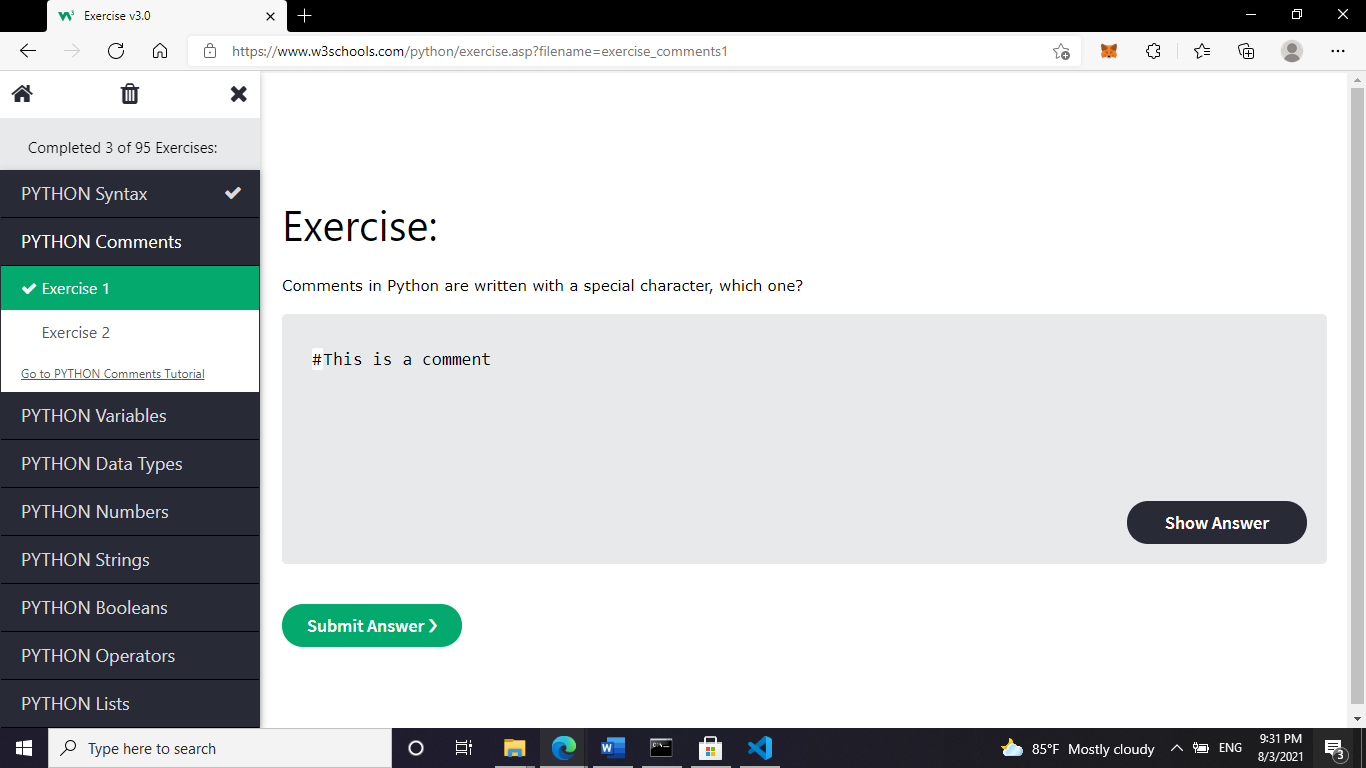 Exercise v3.0
https://www.w3schools.com/python/exercise.asp?filename=exercise_comments1
Completed 3 of 95 Exercises:
PYTHON Syntax
PYTHON Comments
Exercise 1
Exercise 2
Go to PYTHON Comments Tutorial
PYTHON Variables
PYTHON Data Types
PYTHON Numbers
PYTHON Strings
PYTHON Booleans
PYTHON Operators
PYTHON Lists
Exercise:
Comments in Python are written with a special character, which one?
#This is a comment
Show Answer
Submit Answer ❯
Type here to search
85°F Mostly cloudy
ENG
9:31 PM
8/3/2021
3